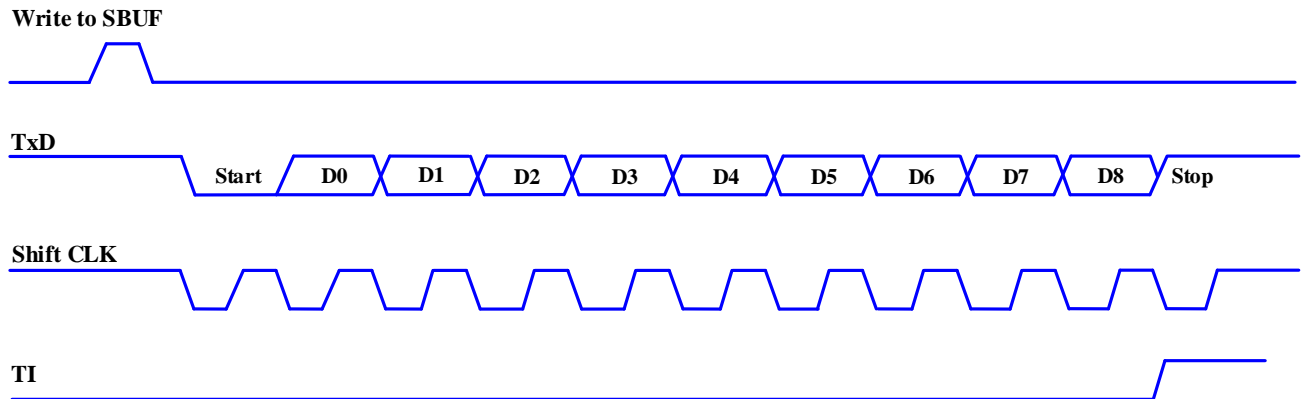 Write to SBUF
TxD
Start D0 D1 D2 D3 D4 D5 D6 D7 D8 Stop
Shift CLK
TI